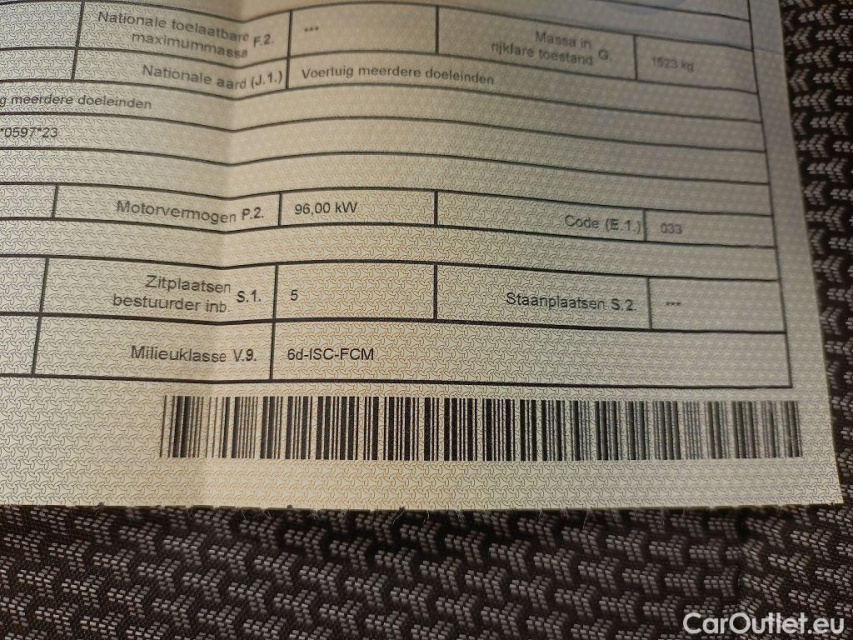 Nationale toelaatbare F.2. *** Massa in G. 1523 kg
maximummassa rijklare toestand
Nationale aard (J.1.) Voertuig meerdere doeleinden
g meerdere doeleinden
*0597*23
Motorvermogen P.2. 96,00 kW Code (E.1.) 033
Zitplaatsen S.1. 5 Staanplaatsen S.2. ***
bestuurder inb.
Milieuklasse V.9. 6d-ISC-FCM
CarOutlet.eu